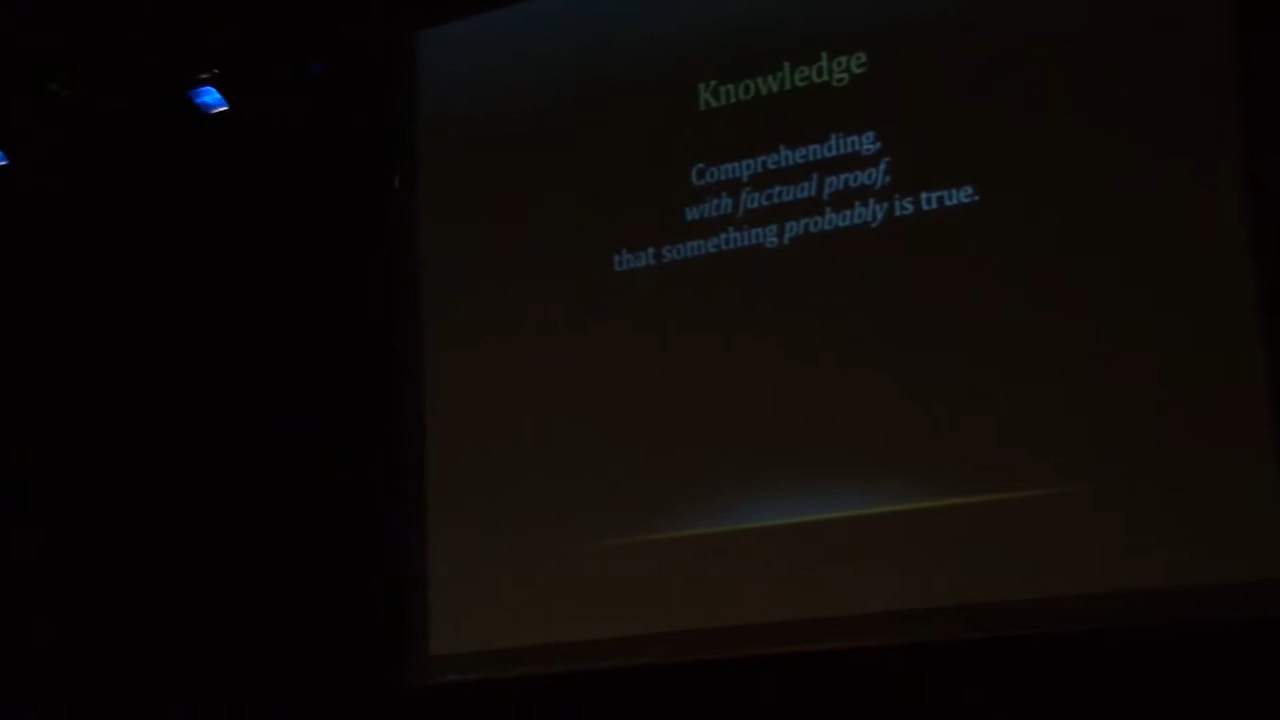 Knowledge
Comprehending,
with factual proof,
that something probably is true.